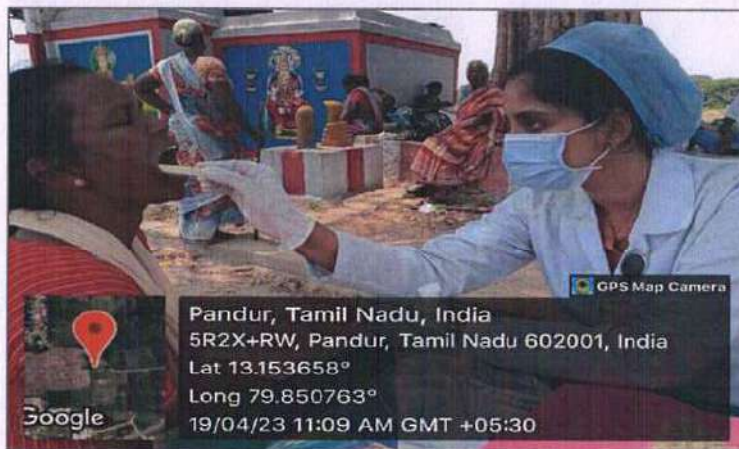 GPS Map Camera
Pandur, Tamil Nadu, India
5R2X+RW, Pandur, Tamil Nadu 602001, India
Lat 13.153658°
Long 79.850763°
19/04/23 11:09 AM GMT +05:30
Google